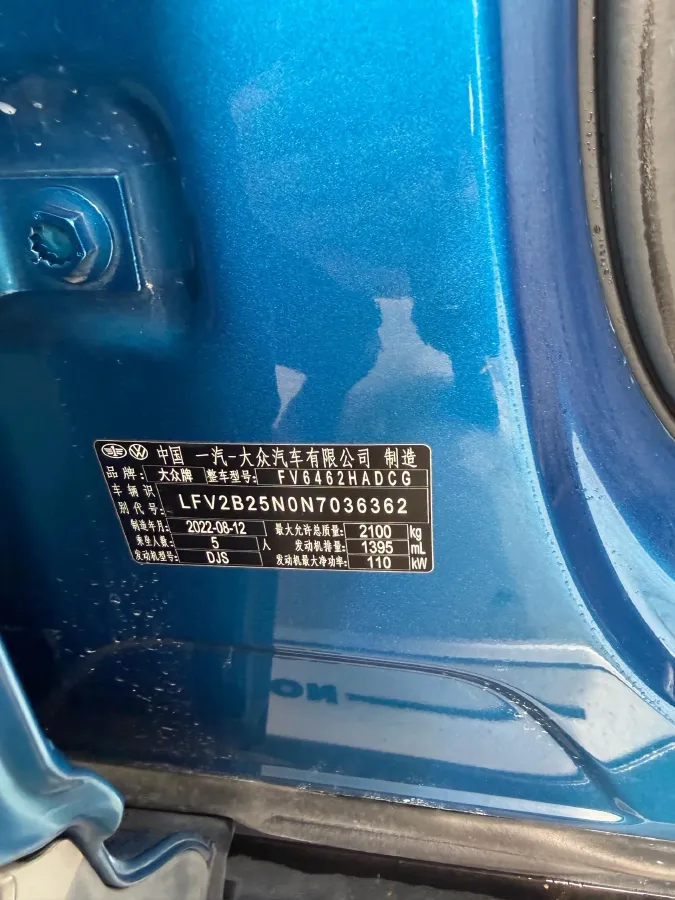 中国 一汽-大众汽车有限公司 制造
品牌: 大众牌 整车型号: FV6462HADCG
车辆识别代号: LFV2B25N0N7036362
制造年月: 2022-08-12 最大允许总质量: 2100 kg
乘坐人数: 5 人 发动机排量: 1395 mL
发动机型号: DJS 发动机最大净功率: 110 kW
NO